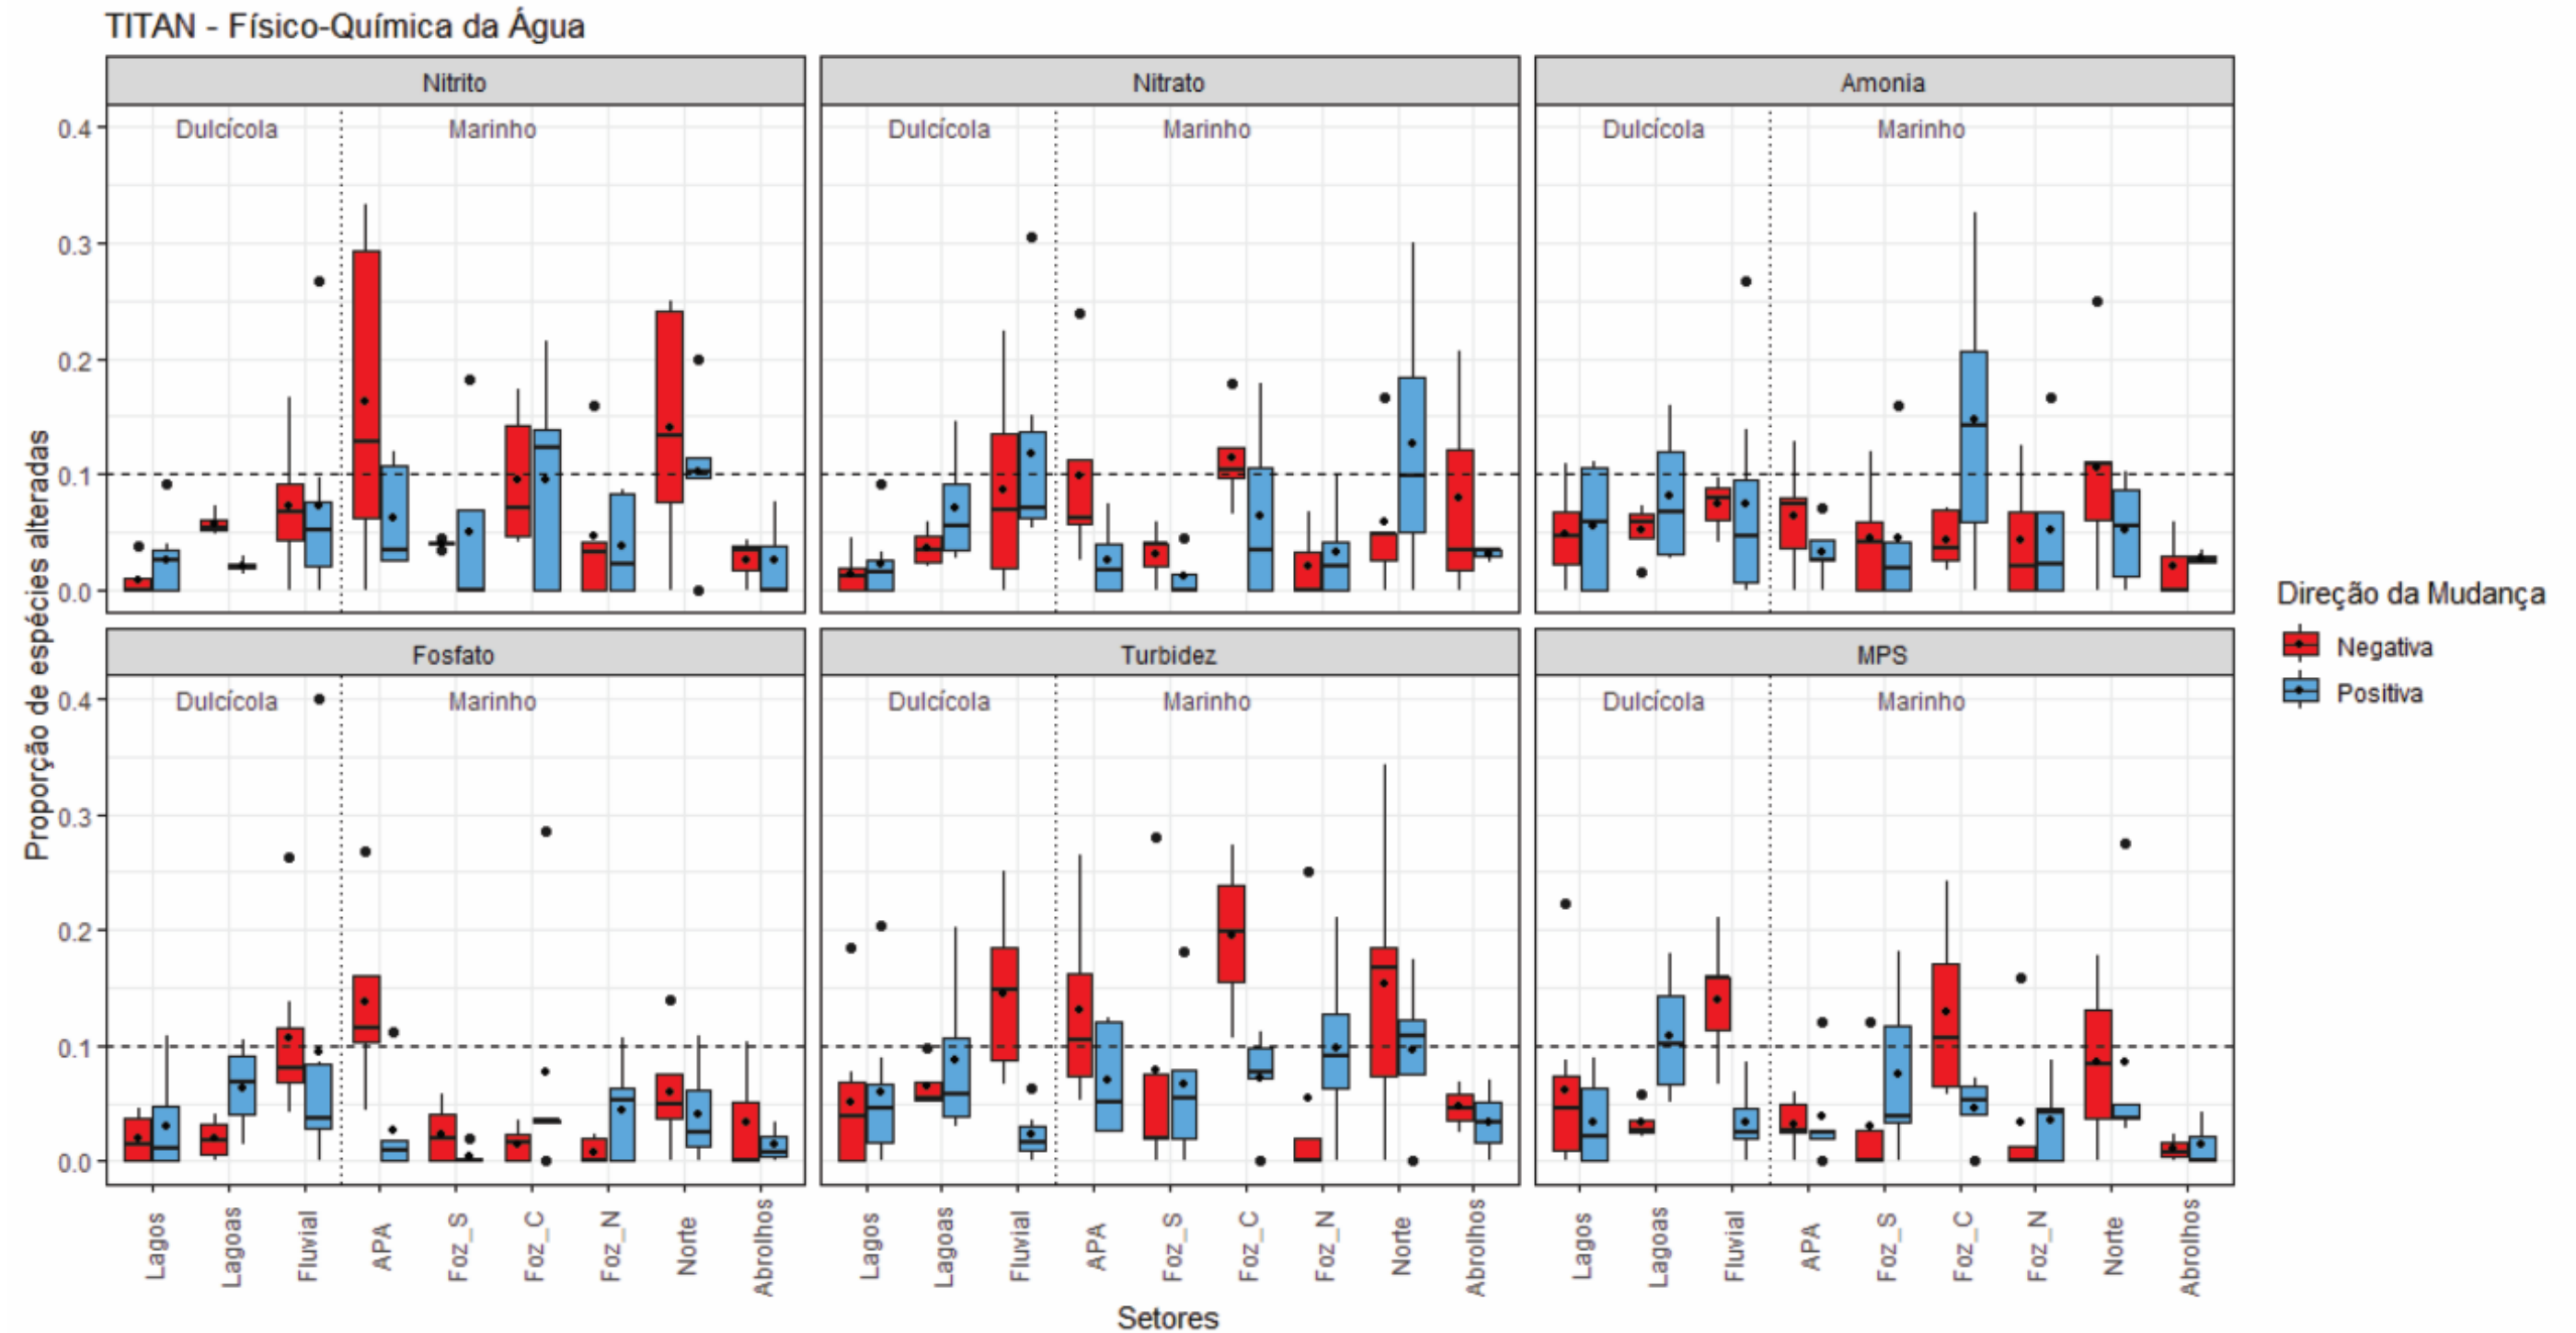 TITAN - Físico-Química da Água
Nitrito
Nitrato
Amonia
Dulcícola
Marinho
Dulcícola
Marinho
Dulcícola
Marinho
0.4
0.3
0.2
0.1
0.0
Fosfato
Turbidez
MPS
Dulcícola
Marinho
Dulcícola
Marinho
Dulcícola
Marinho
0.4
0.3
0.2
0.1
0.0
Proporção de espécies alteradas
Lagos
Lagoas
Fluvial
APA
Foz_S
Foz_C
Foz_N
Norte
Abrolhos
Lagos
Lagoas
Fluvial
APA
Foz_S
Foz_C
Foz_N
Norte
Abrolhos
Lagos
Lagoas
Fluvial
APA
Foz_S
Foz_C
Foz_N
Norte
Abrolhos
Setores
Direção da Mudança
Negativa
Positiva